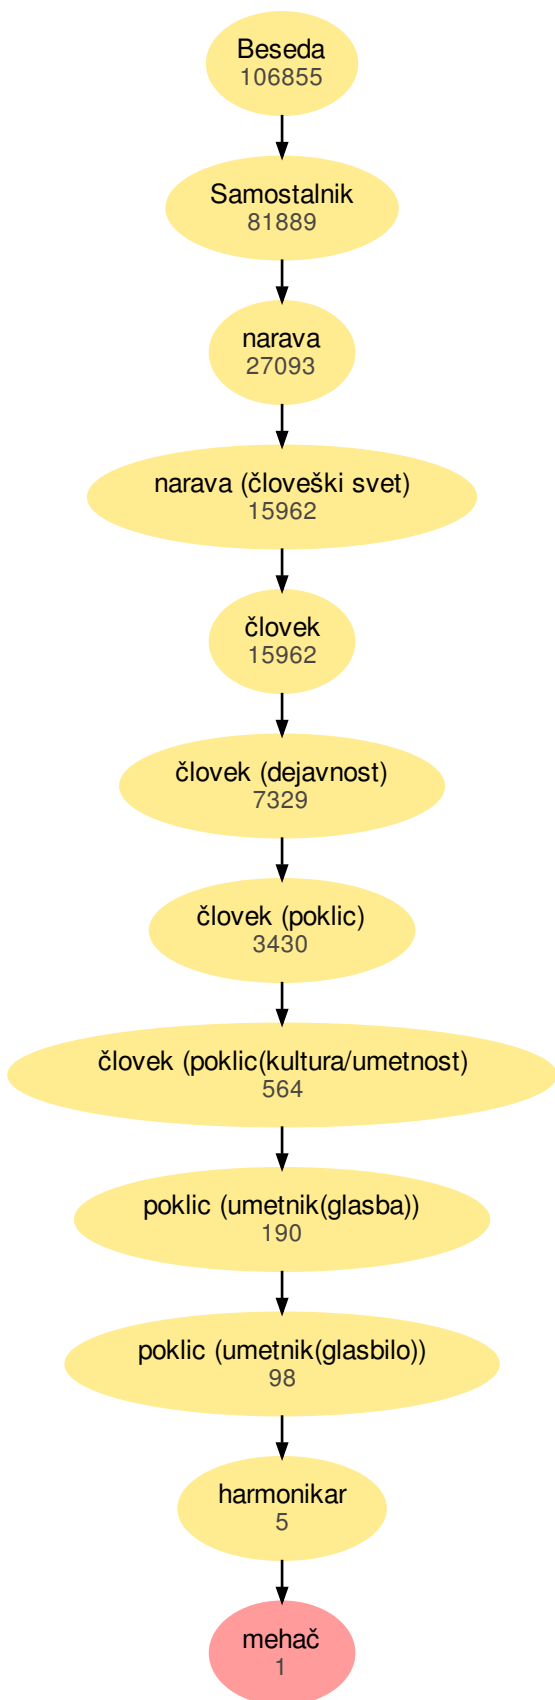 Beseda
106855
Samostalnik
81889
narava
27093
narava (človeški svet)
15962
človek
15962
človek (dejavnost)
7329
človek (poklic)
3430
človek (poklic(kultura/umetnost)
564
poklic (umetnik(glasba))
190
poklic (umetnik(glasbilo))
98
harmonikar
5
mehač
1